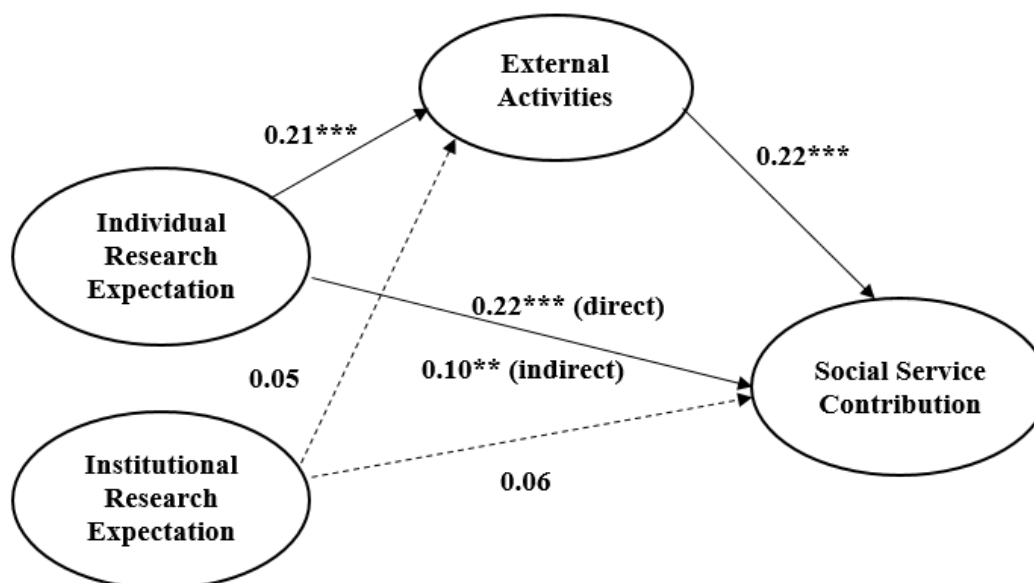 External
Activities
0.21***
0.22***
Individual
Research
Expectation
0.22*** (direct)
0.10** (indirect)
0.05
Social Service
Contribution
Institutional
Research
Expectation
0.06